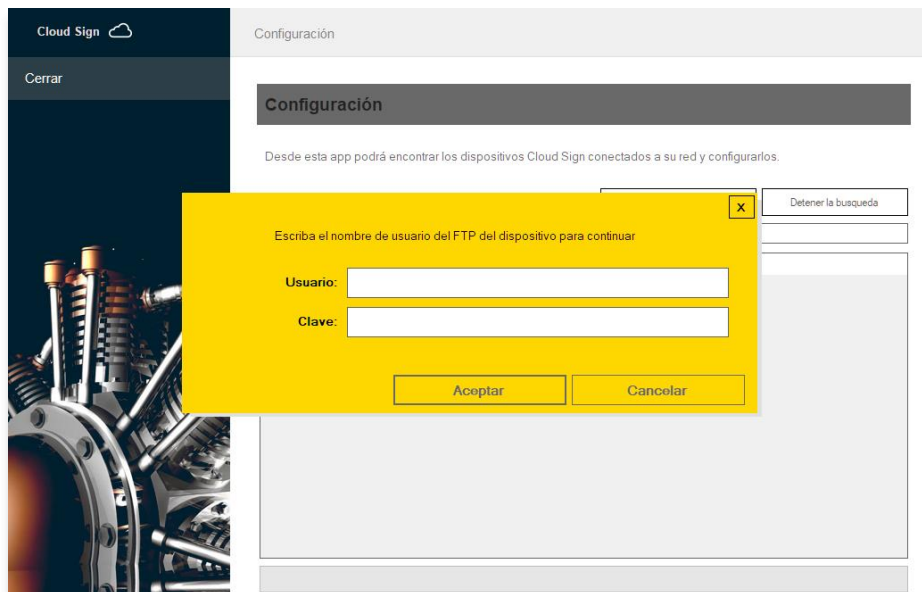 Cloud Sign
Configuración
Cerrar
Configuración
Desde esta app podrá encontrar los dispositivos Cloud Sign conectados a su red y configurarlos.
Detener la busqueda
X
Escriba el nombre de usuario del FTP del dispositivo para continuar
Usuario:
Clave:
Aceptar
Cancelar